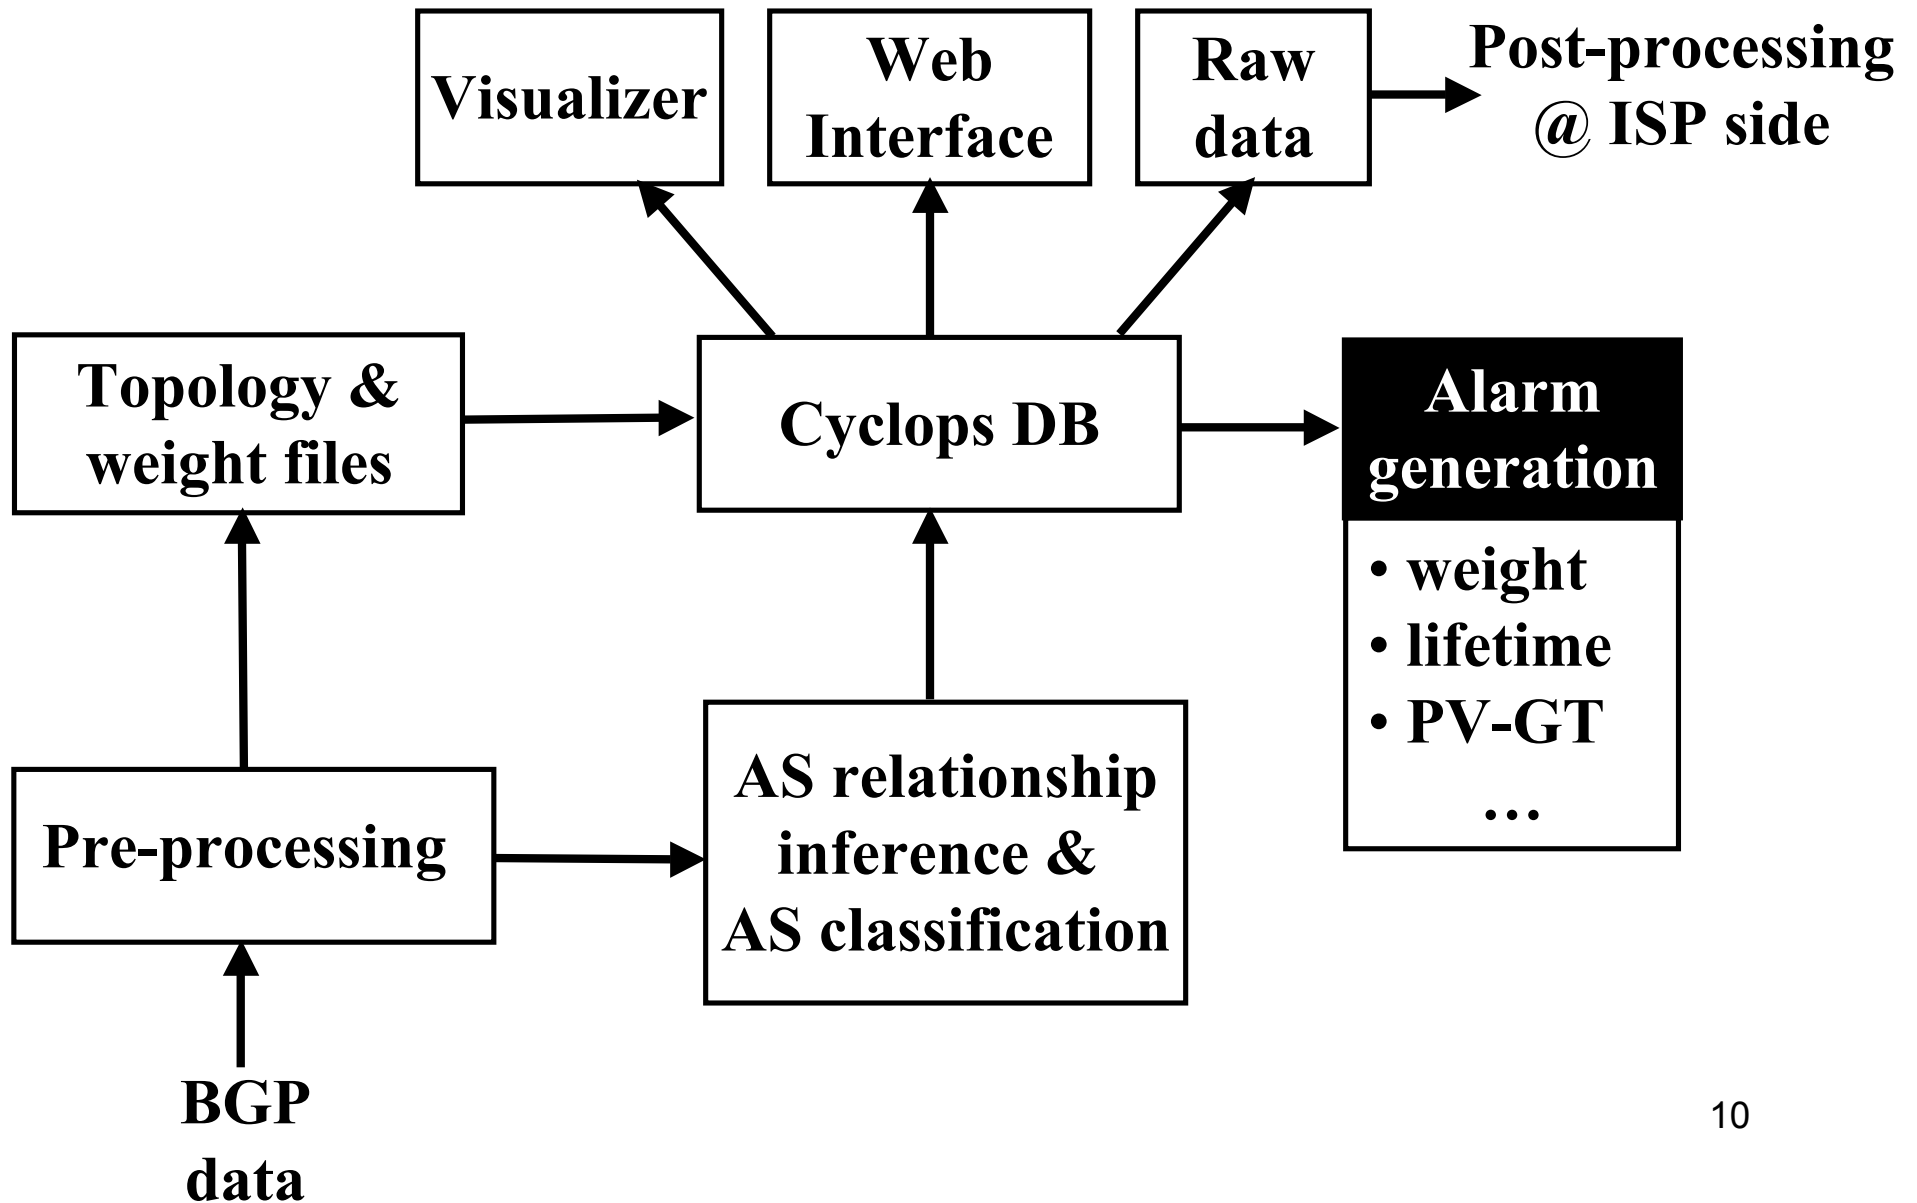 Visualizer
Web
Interface
Raw
data
Post-processing
@ ISP side
Topology &
weight files
Cyclops DB
Alarm
generation
• weight
• lifetime
• PV-GT
...
Pre-processing
AS relationship
inference &
AS classification
BGP
data
10